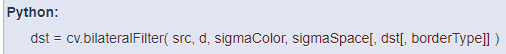 Python:
dst = cv.bilateralFilter( src, d, sigmaColor, sigmaSpace[, dst[, borderType]] )